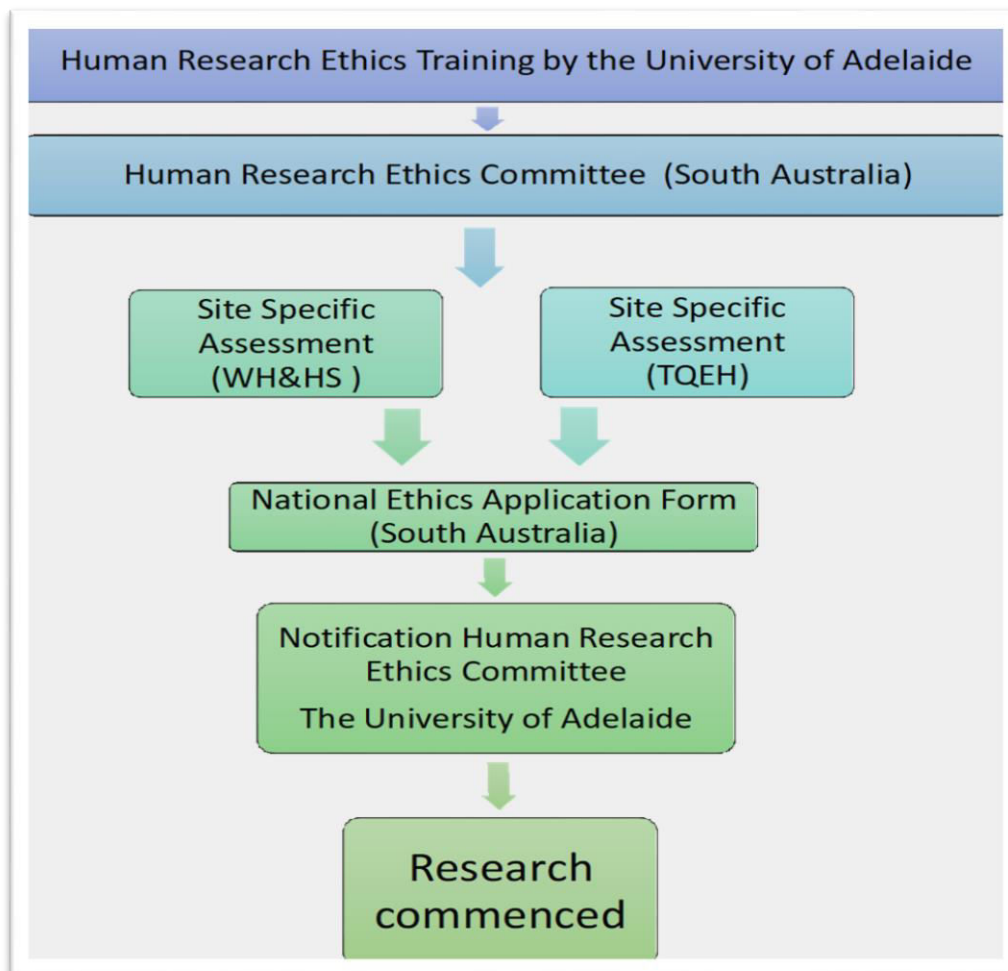 Human Research Ethics Training by the University of Adelaide
Human Research Ethics Committee (South Australia)
Site Specific
Assessment
(WH&HS )
Site Specific
Assessment
(TQEH)
National Ethics Application Form
(South Australia)
Notification Human Research
Ethics Committee
The University of Adelaide
Research
commenced